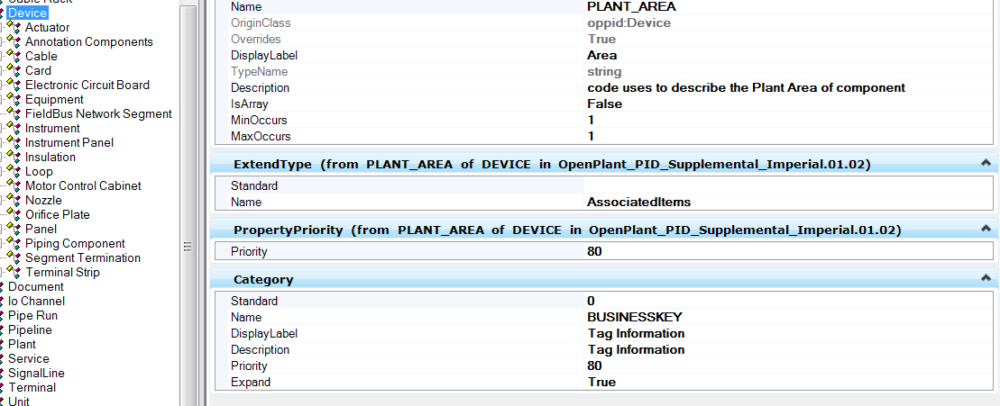 Cable Rack
Device
Actuator
Annotation Components
Cable
Card
Electronic Circuit Board
Equipment
FieldBus Network Segment
Instrument
Instrument Panel
Insulation
Loop
Motor Control Cabinet
Nozzle
Orifice Plate
Panel
Piping Component
Segment Termination
Terminal Strip
Document
Io Channel
Pipe Run
Pipeline
Plant
Service
SignalLine
Terminal
Unit
Name PLANT_AREA
OriginClass oppid:Device
Overrides True
DisplayLabel Area
TypeName string
Description code uses to describe the Plant Area of component
IsArray False
MinOccurs 1
MaxOccurs 1
ExtendType (from PLANT_AREA of DEVICE in OpenPlant_PID_Supplemental_Imperial.01.02)
Standard
Name AssociatedItems
PropertyPriority (from PLANT_AREA of DEVICE in OpenPlant_PID_Supplemental_Imperial.01.02)
Priority 80
Category
Standard 0
Name BUSINESSKEY
DisplayLabel Tag Information
Description Tag Information
Priority 80
Expand True